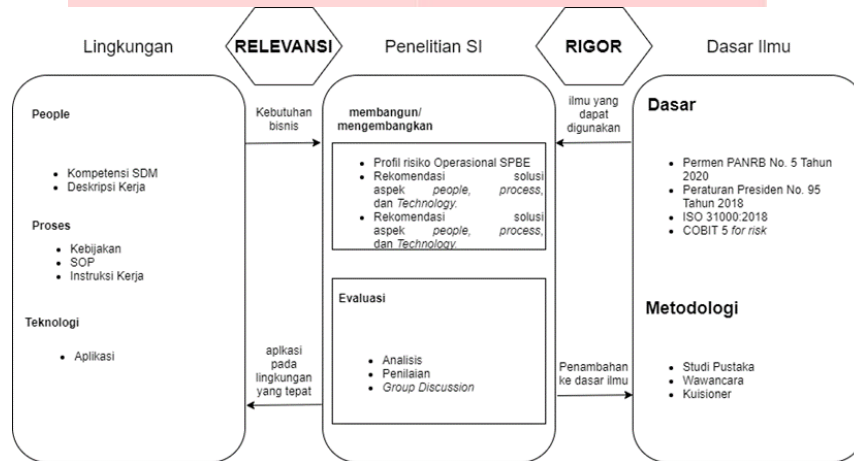 Lingkungan
RELEVANSI
Penelitian SI
RIGOR
Dasar Ilmu
People
• Kompetensi SDM
• Deskripsi Kerja
Proses
• Kebijakan
• SOP
• Instruksi Kerja
Teknologi
• Aplikasi
Kebutuhan
bisnis
aplkasi
pada
lingkungan
yang tepat
membangun/
mengembangkan
• Profil risiko Operasional SPBE
• Rekomendasi solusi
aspek people, process,
dan Technology.
• Rekomendasi solusi
aspek people, process,
dan Technology.
Evaluasi
• Analisis
• Penilaian
• Group Discussion
ilmu yang
dapat
digunakan
Penambahan
ke dasar ilmu
Dasar
• Permen PANRB No. 5 Tahun
2020
• Peraturan Presiden No. 95
Tahun 2018
• ISO 31000:2018
• COBIT 5 for risk
Metodologi
• Studi Pustaka
• Wawancara
• Kuisioner